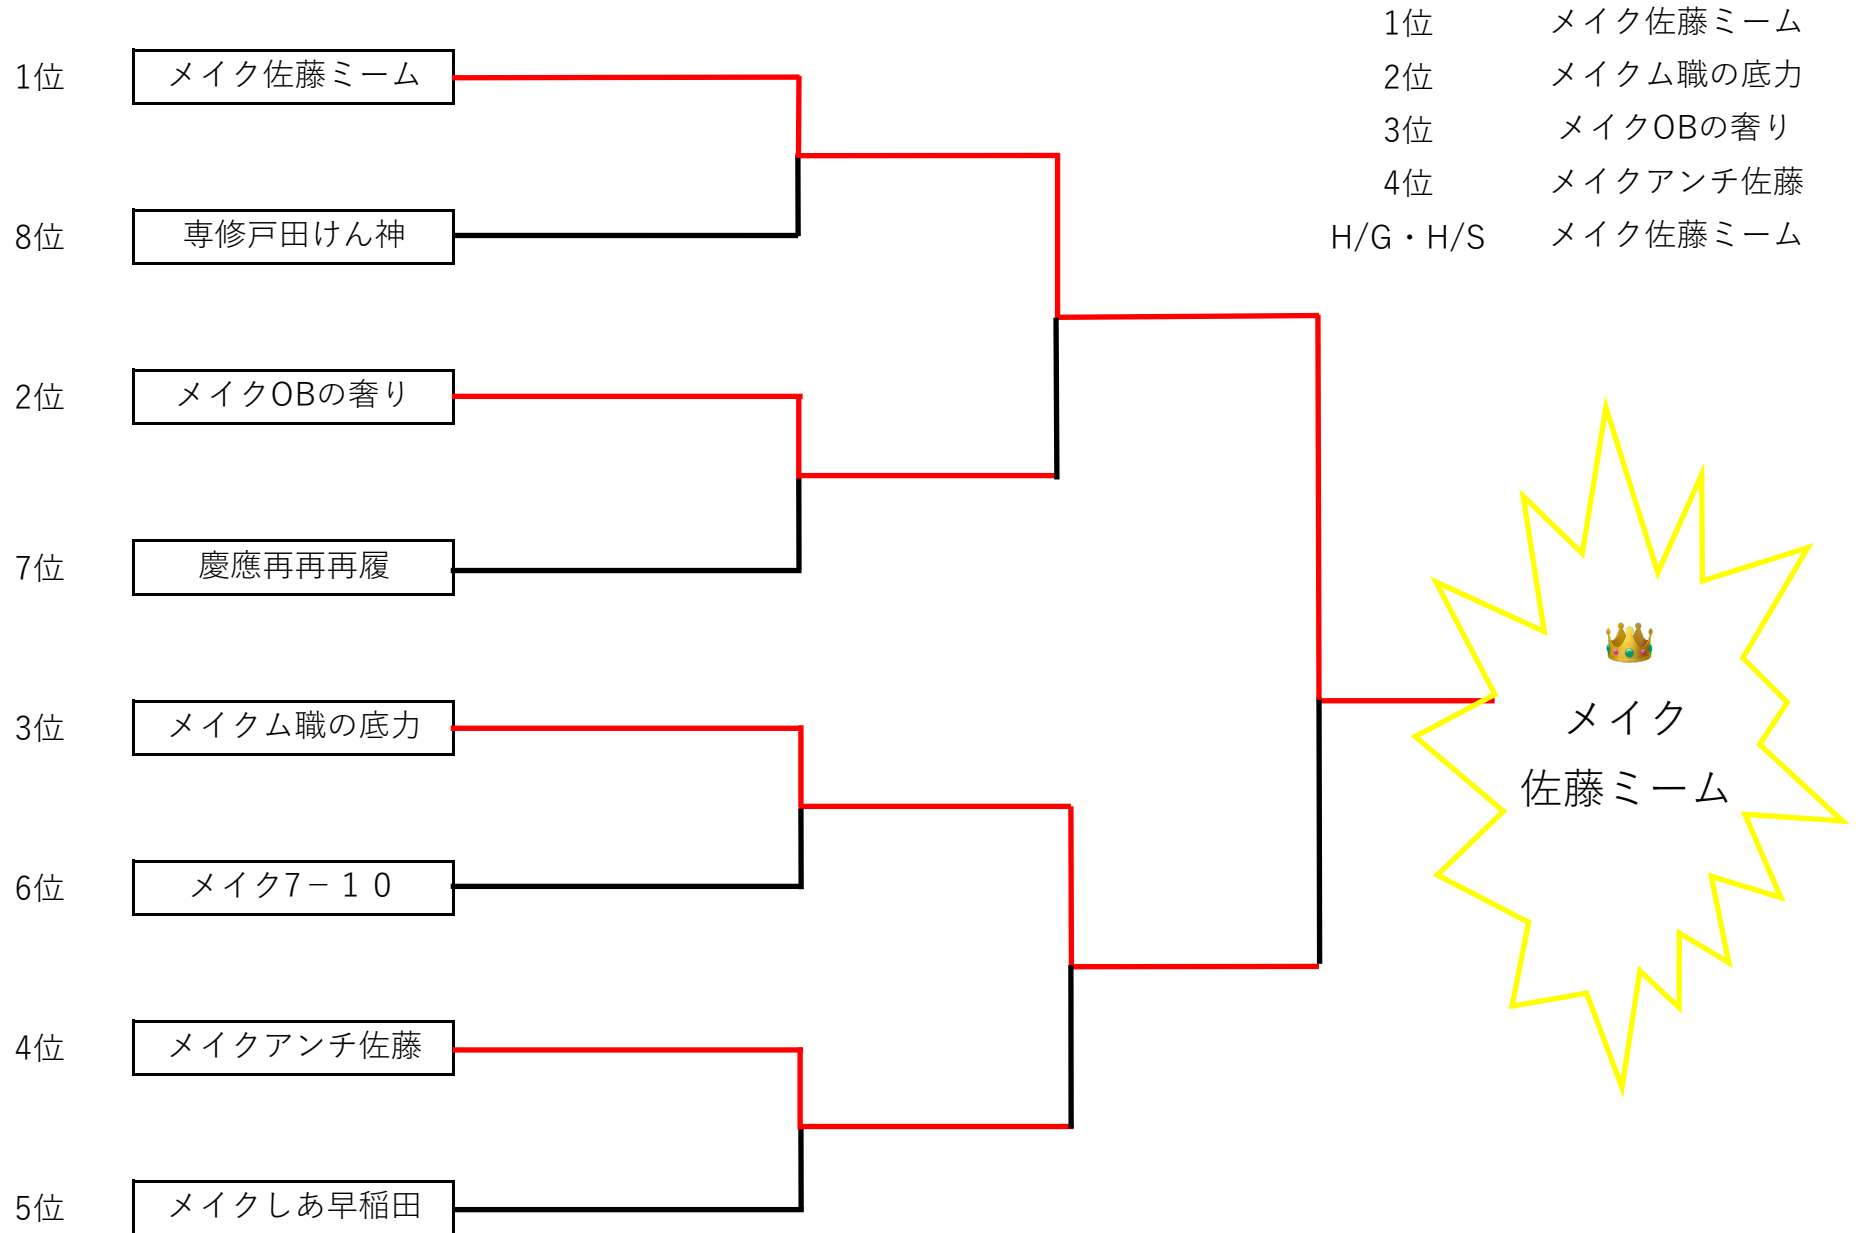 1位 メイク佐藤ミーム
8位 専修戸田けん神
2位 メイクOBの奢り
7位 慶應再再再履
3位 メイクム職の底力
6位 メイク7－１０
4位 メイクアンチ佐藤
5位 メイクしあ早稲田
1位 メイク佐藤ミーム
2位 メイクム職の底力
3位 メイクOBの奢り
4位 メイクアンチ佐藤
H/G・H/S メイク佐藤ミーム
メイク
佐藤ミーム